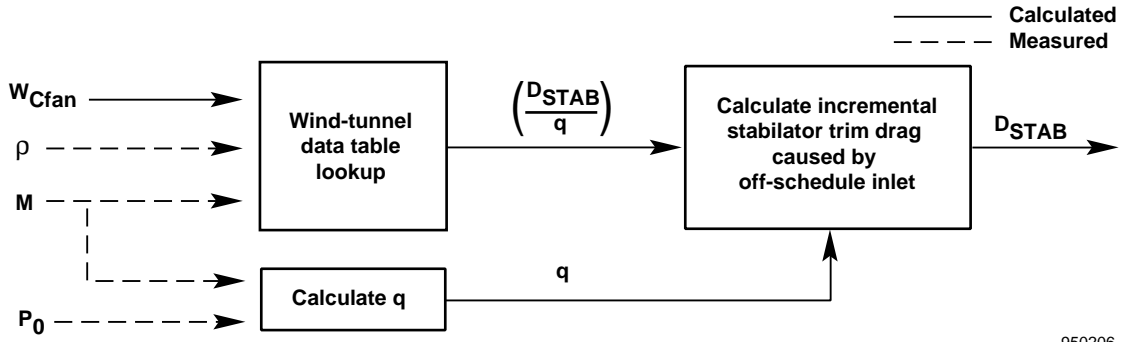 Calculated
Measured
W_Cfan
ρ
M
P_0
Wind-tunnel
data table
lookup
Calculate q
(D_STAB/q)
q
Calculate incremental
stabilator trim drag
caused by
off-schedule inlet
D_STAB
950206